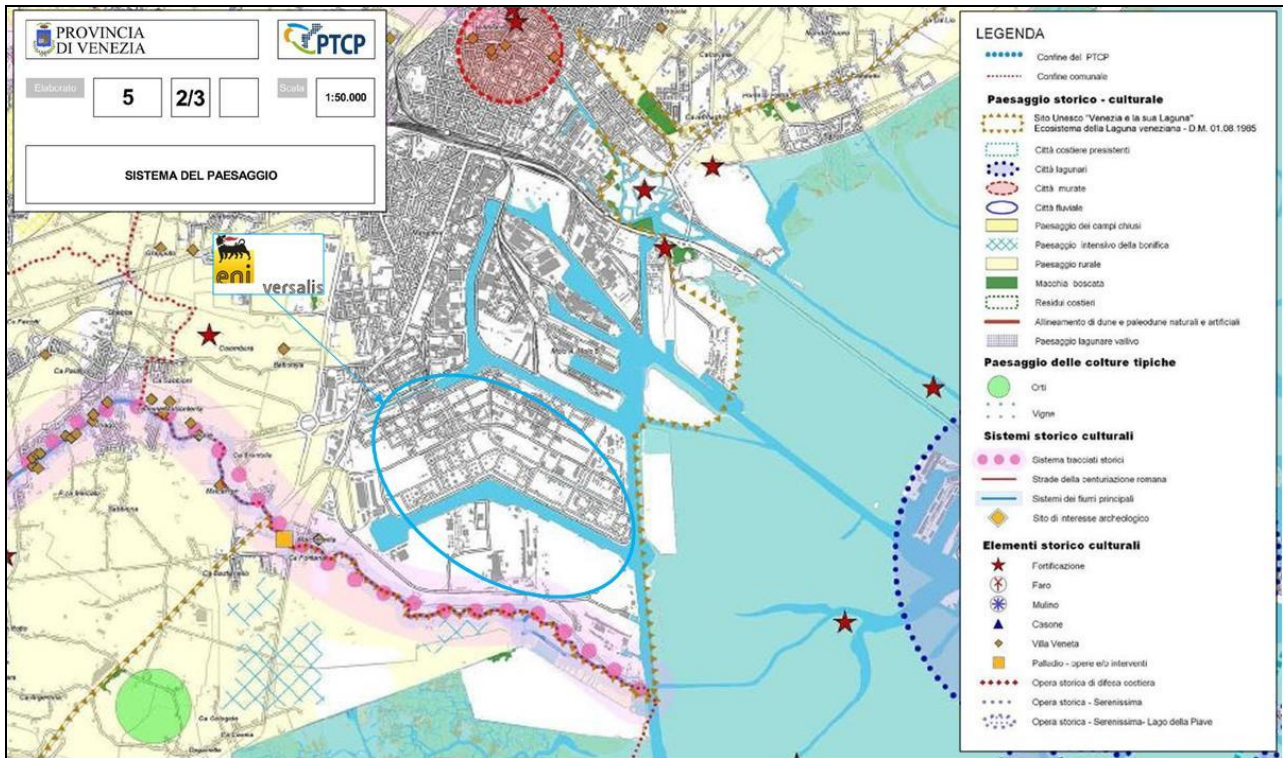 PROVINCIA
DI VENEZIA
PTCP
Elaborato
5
2/3
Scala
1:50.000
SISTEMA DEL PAESAGGIO
eni
versalis
Colombara
Ca Sabbioni
Ca Brentelle
LEGENDA
Confine del PTCP
Confine comunale
Paesaggio storico - culturale
Sito Unesco "Venezia e la sua Laguna"
Ecosistema della Laguna veneziana - D.M. 01.08.1985
Città costiere presistenti
Città lagunari
Città murate
Città fluviale
Paesaggio dei campi chiusi
Paesaggio intensivo della bonifica
Paesaggio rurale
Macchia boscata
Residui costieri
Allineamento di dune e paleodune naturali e artificiali
Paesaggio lagunare vallivo
Paesaggio delle colture tipiche
Orti
Vigne
Sistemi storico culturali
Sistema tracciati storici
Strade della centuriazione romana
Sistemi dei fiumi principali
Sito di interesse archeologico
Elementi storico culturali
Fortificazione
Faro
Mulino
Casone
Villa Veneta
Palladio - opere e/o interventi
Opera storica di difesa costiera
Opera storica - Serenissima
Opera storica - Serenissima- Lago della Piave